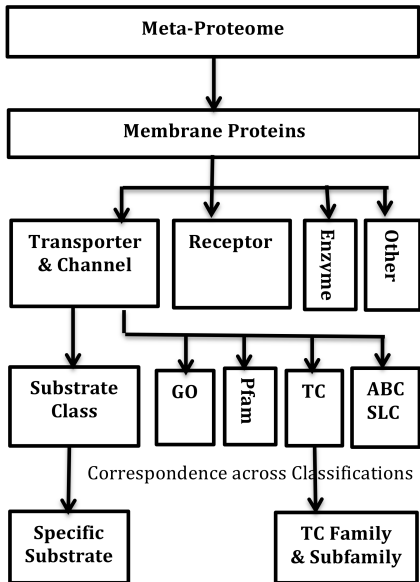 Meta-Proteome
Membrane Proteins
Transporter
& Channel
Receptor
Enzyme
Other
Substrate
Class
GO
Pfam
TC
ABC
SLC
Correspondence across Classifications
Specific
Substrate
TC Family
& Subfamily